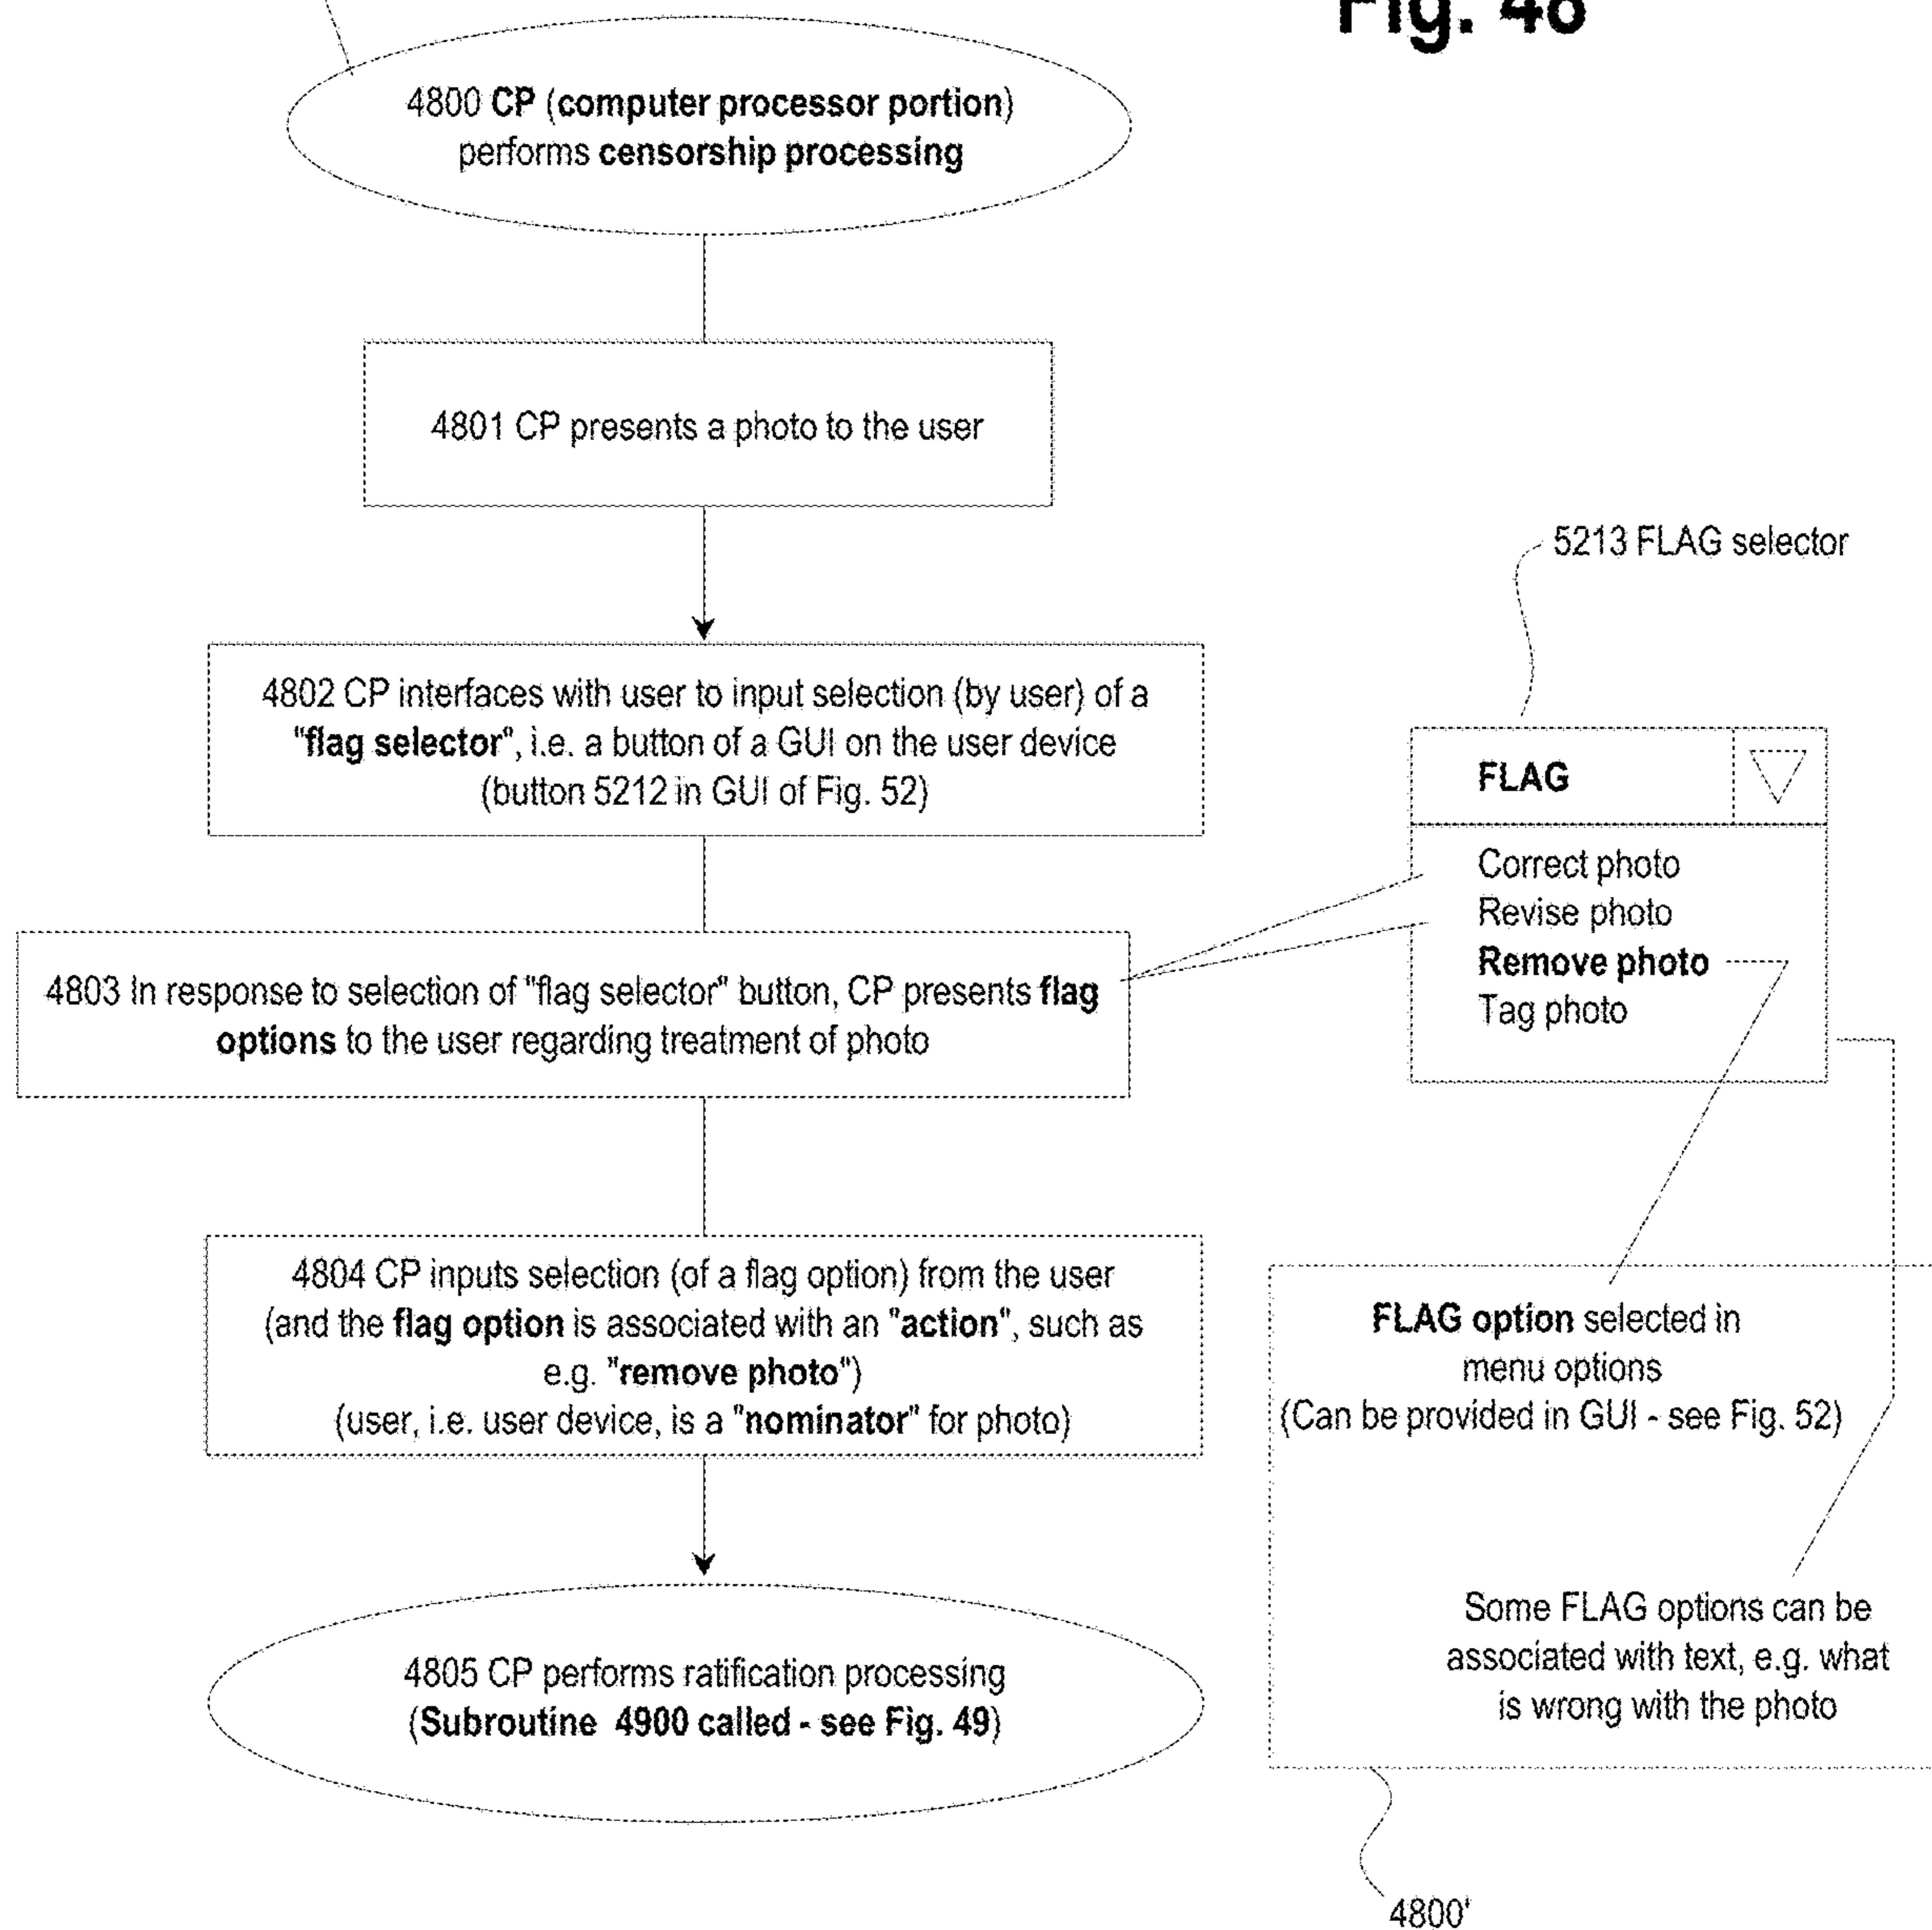 Fig. 48
4800 CP (computer processor portion)
performs censorship processing
4801 CP presents a photo to the user
5213 FLAG selector
4802 CP interfaces with user to input selection (by user) of a
"flag selector", i.e. a button of a GUI on the user device
(button 5212 in GUI of Fig. 52)
FLAG
Correct photo
Revise photo
Remove photo
Tag photo
4803 In response to selection of "flag selector" button, CP presents flag
options to the user regarding treatment of photo
4804 CP inputs selection (of a flag option) from the user
(and the flag option is associated with an "action", such as
e.g. "remove photo")
(user, i.e. user device, is a "nominator" for photo)
FLAG option selected in
menu options
(Can be provided in GUI - see Fig. 52)
Some FLAG options can be
associated with text, e.g. what
is wrong with the photo
4805 CP performs ratification processing
(Subroutine 4900 called - see Fig. 49)
4800'